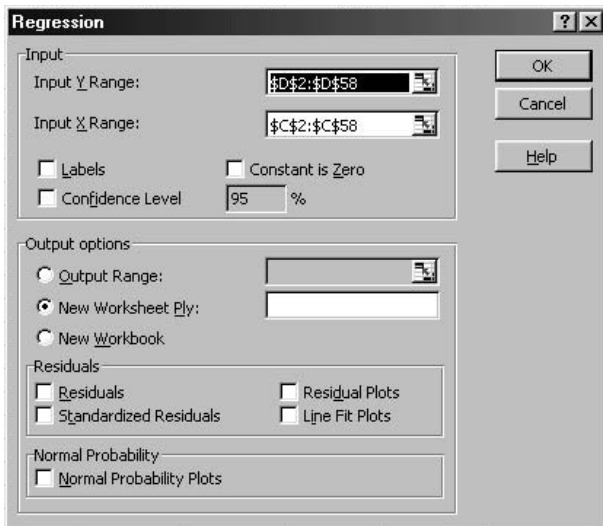 Regression
Input
Input Y Range: $D$2:$D$58
Input X Range: $C$2:$C$58
Labels Constant is Zero
Confidence Level 95 %
OK
Cancel
Help
Output options
Output Range:
New Worksheet Ply:
New Workbook
Residuals
Residuals Residual Plots
Standardized Residuals Line Fit Plots
Normal Probability
Normal Probability Plots